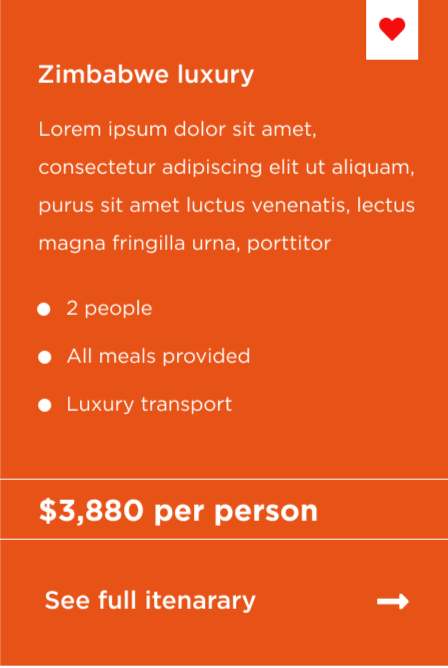 Zimbabwe luxury
Lorem ipsum dolor sit amet,
consectetur adipiscing elit ut aliquam,
purus sit amet luctus venenatis, lectus
magna fringilla urna, porttitor
2 people
All meals provided
Luxury transport
$3,880 per person
See full itenarary